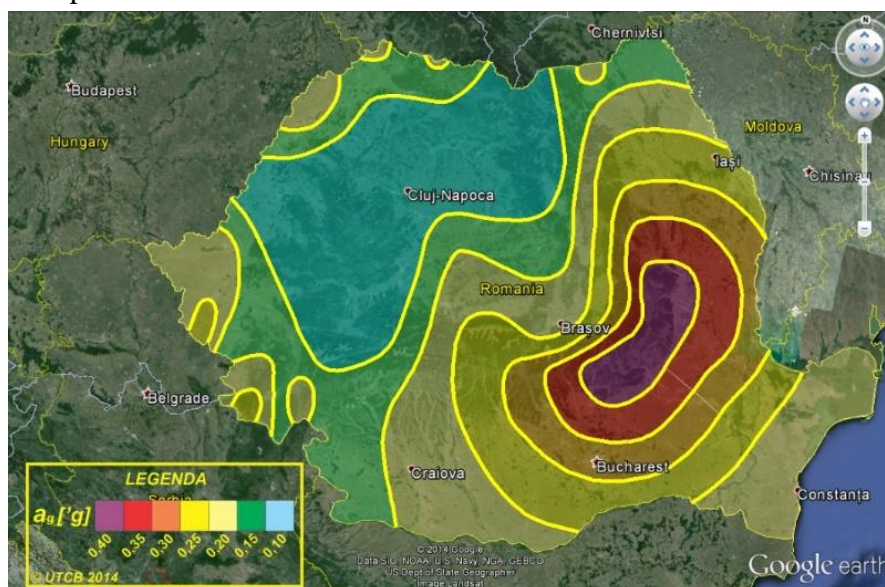 Chernivtsi
Budapest
Hungary
Moldova
Iași
Chisinau
Cluj-Napoca
Romania
Brașov
Belgrade
Craiova
Bucharest
Constanța
LEGENDA
Serbia
ag ['g]
0,40 0,35 0,30 0,25 0,20 0,15 0,10
© UTCB 2014
© 2014 Google
Data SIO, NOAA, U.S. Navy, NGA, GEBCO
US Dept of State Geographer
Image Landsat
Google earth
N